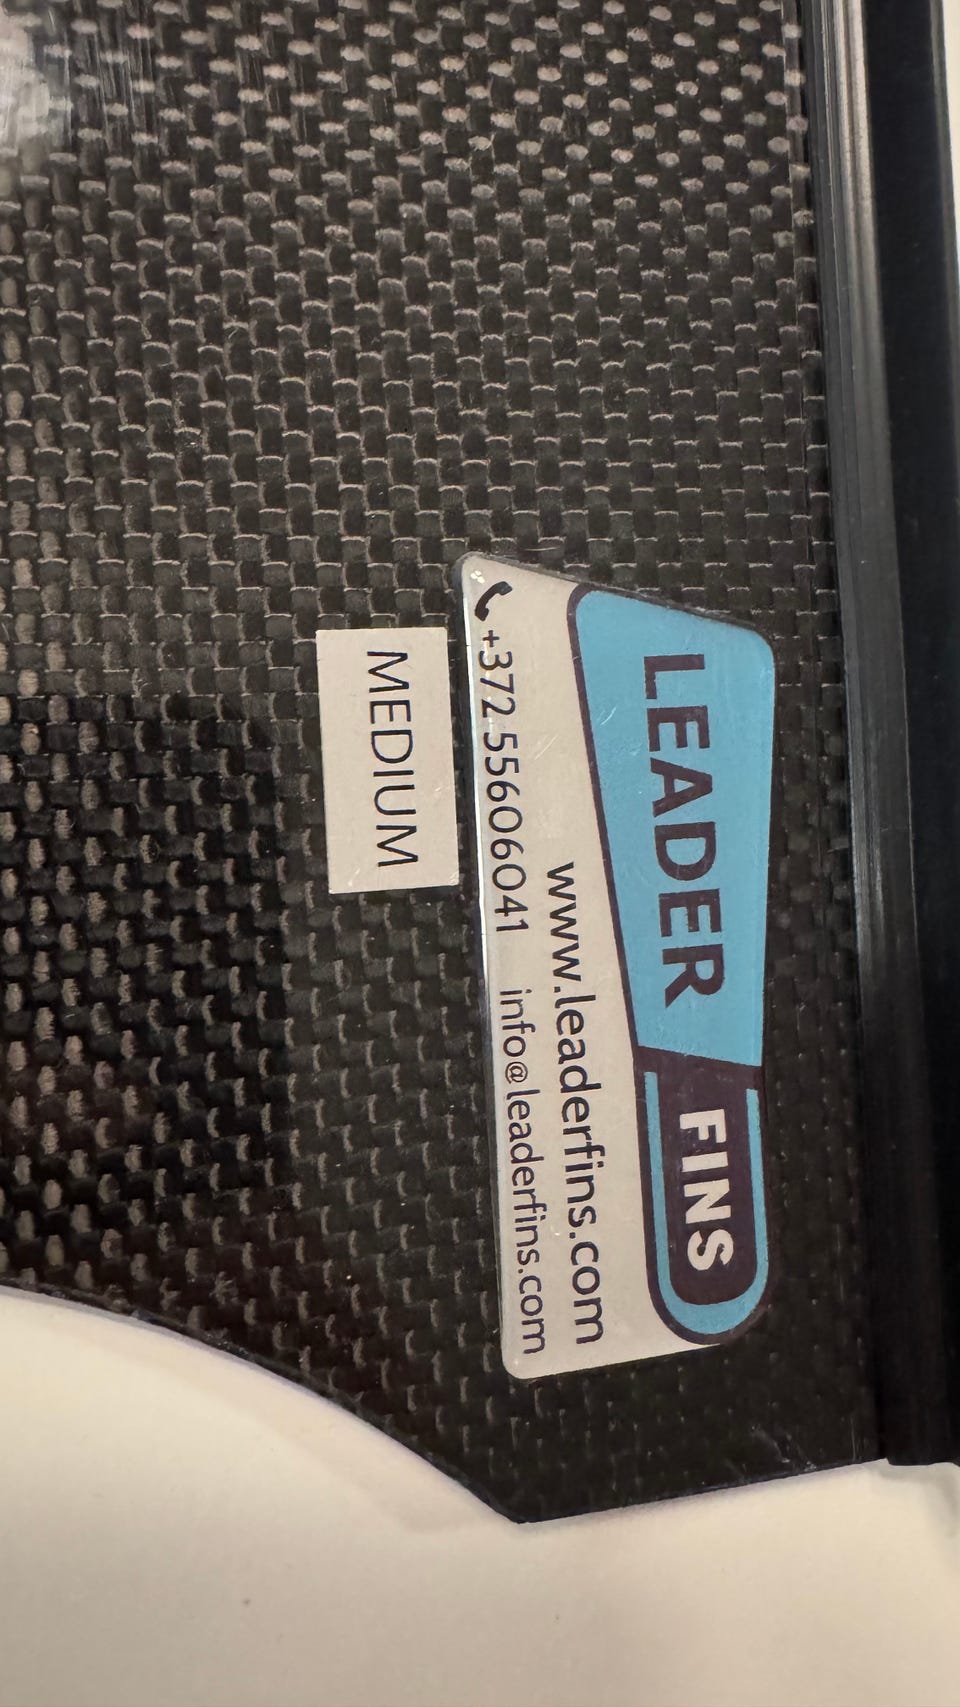 LEADER FINS
www.leaderfins.com
+372 55606041 info@leaderfins.com
MEDIUM